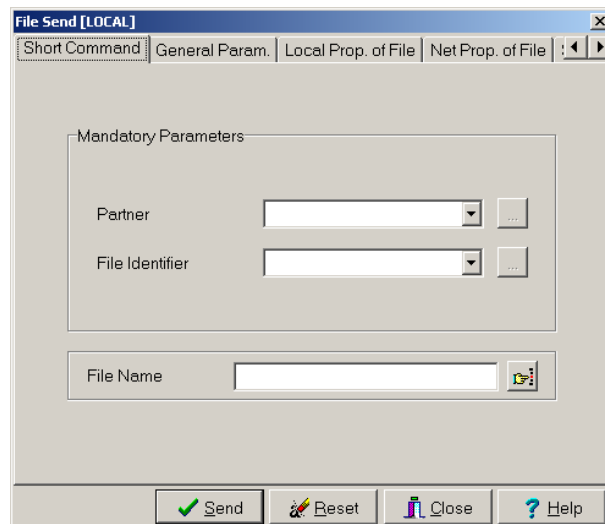 File Send [LOCAL]
Short Command General Param. Local Prop. of File Net Prop. of File
Mandatory Parameters
Partner
...
File Identifier
...
File Name
Send Reset Close ? Help